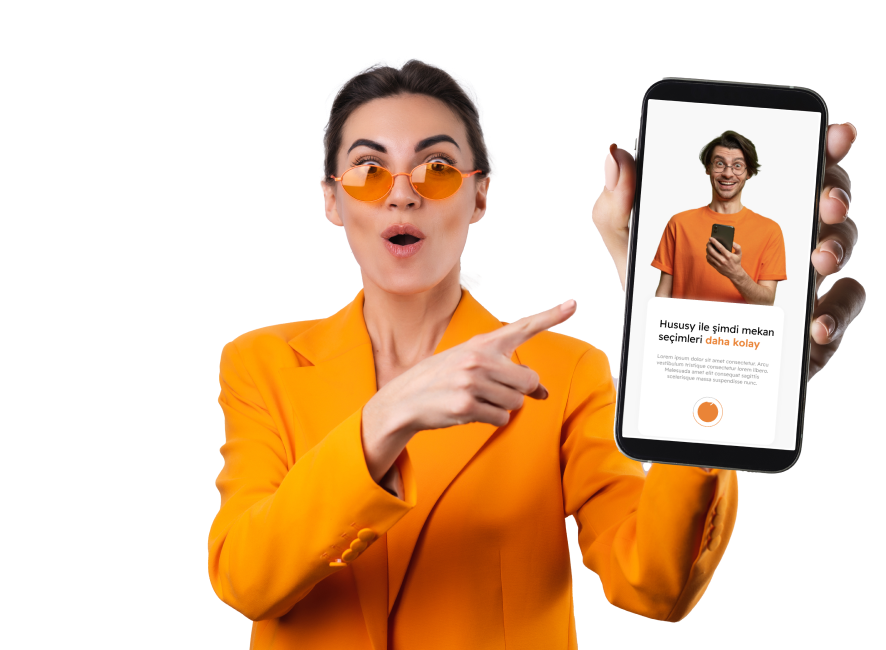 Hususy ile şimdi mekan
seçimleri daha kolay
Lorem ipsum dolor sit amet consectetur. Arcu
vestibulum tristique consectetur lorem libero.
Malesuada amet elit consequat sagittis
scelerisque massa suspendisse nunc.